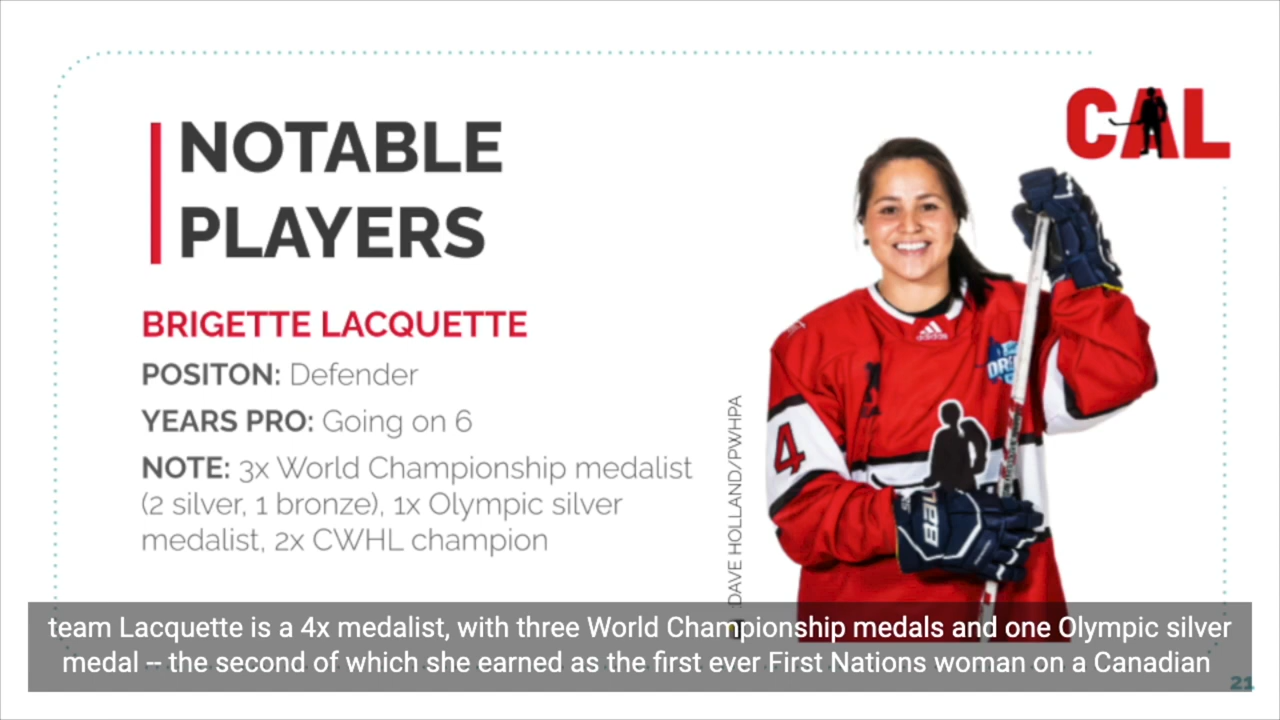 CAL
NOTABLE
PLAYERS
BRIGETTE LACQUETTE
POSITON: Defender
YEARS PRO: Going on 6
NOTE: 3x World Championship medalist
(2 silver, 1 bronze), 1x Olympic silver
medalist, 2x CWHL champion
DAVE HOLLAND/PWHPA
adidas
4
team Lacquette is a 4x medalist, with three World Championship medals and one Olympic silver
medal -- the second of which she earned as the first ever First Nations woman on a Canadian
21